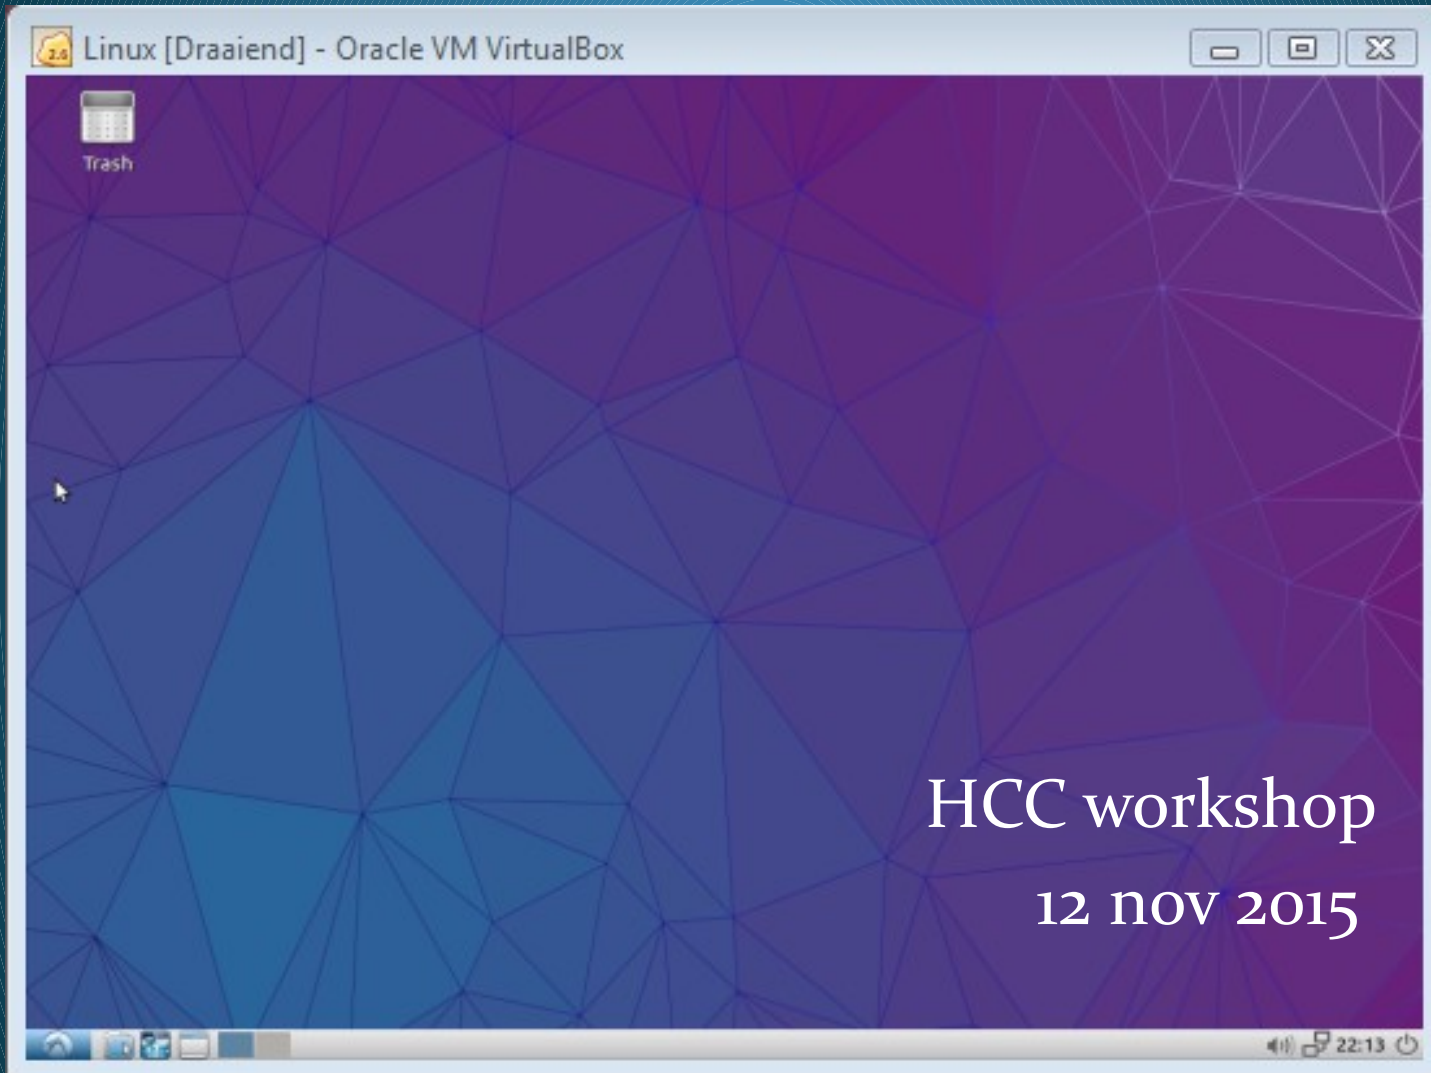 Linux [Draaiend] - Oracle VM VirtualBox
Trash
HCC workshop
12 nov 2015
22:13